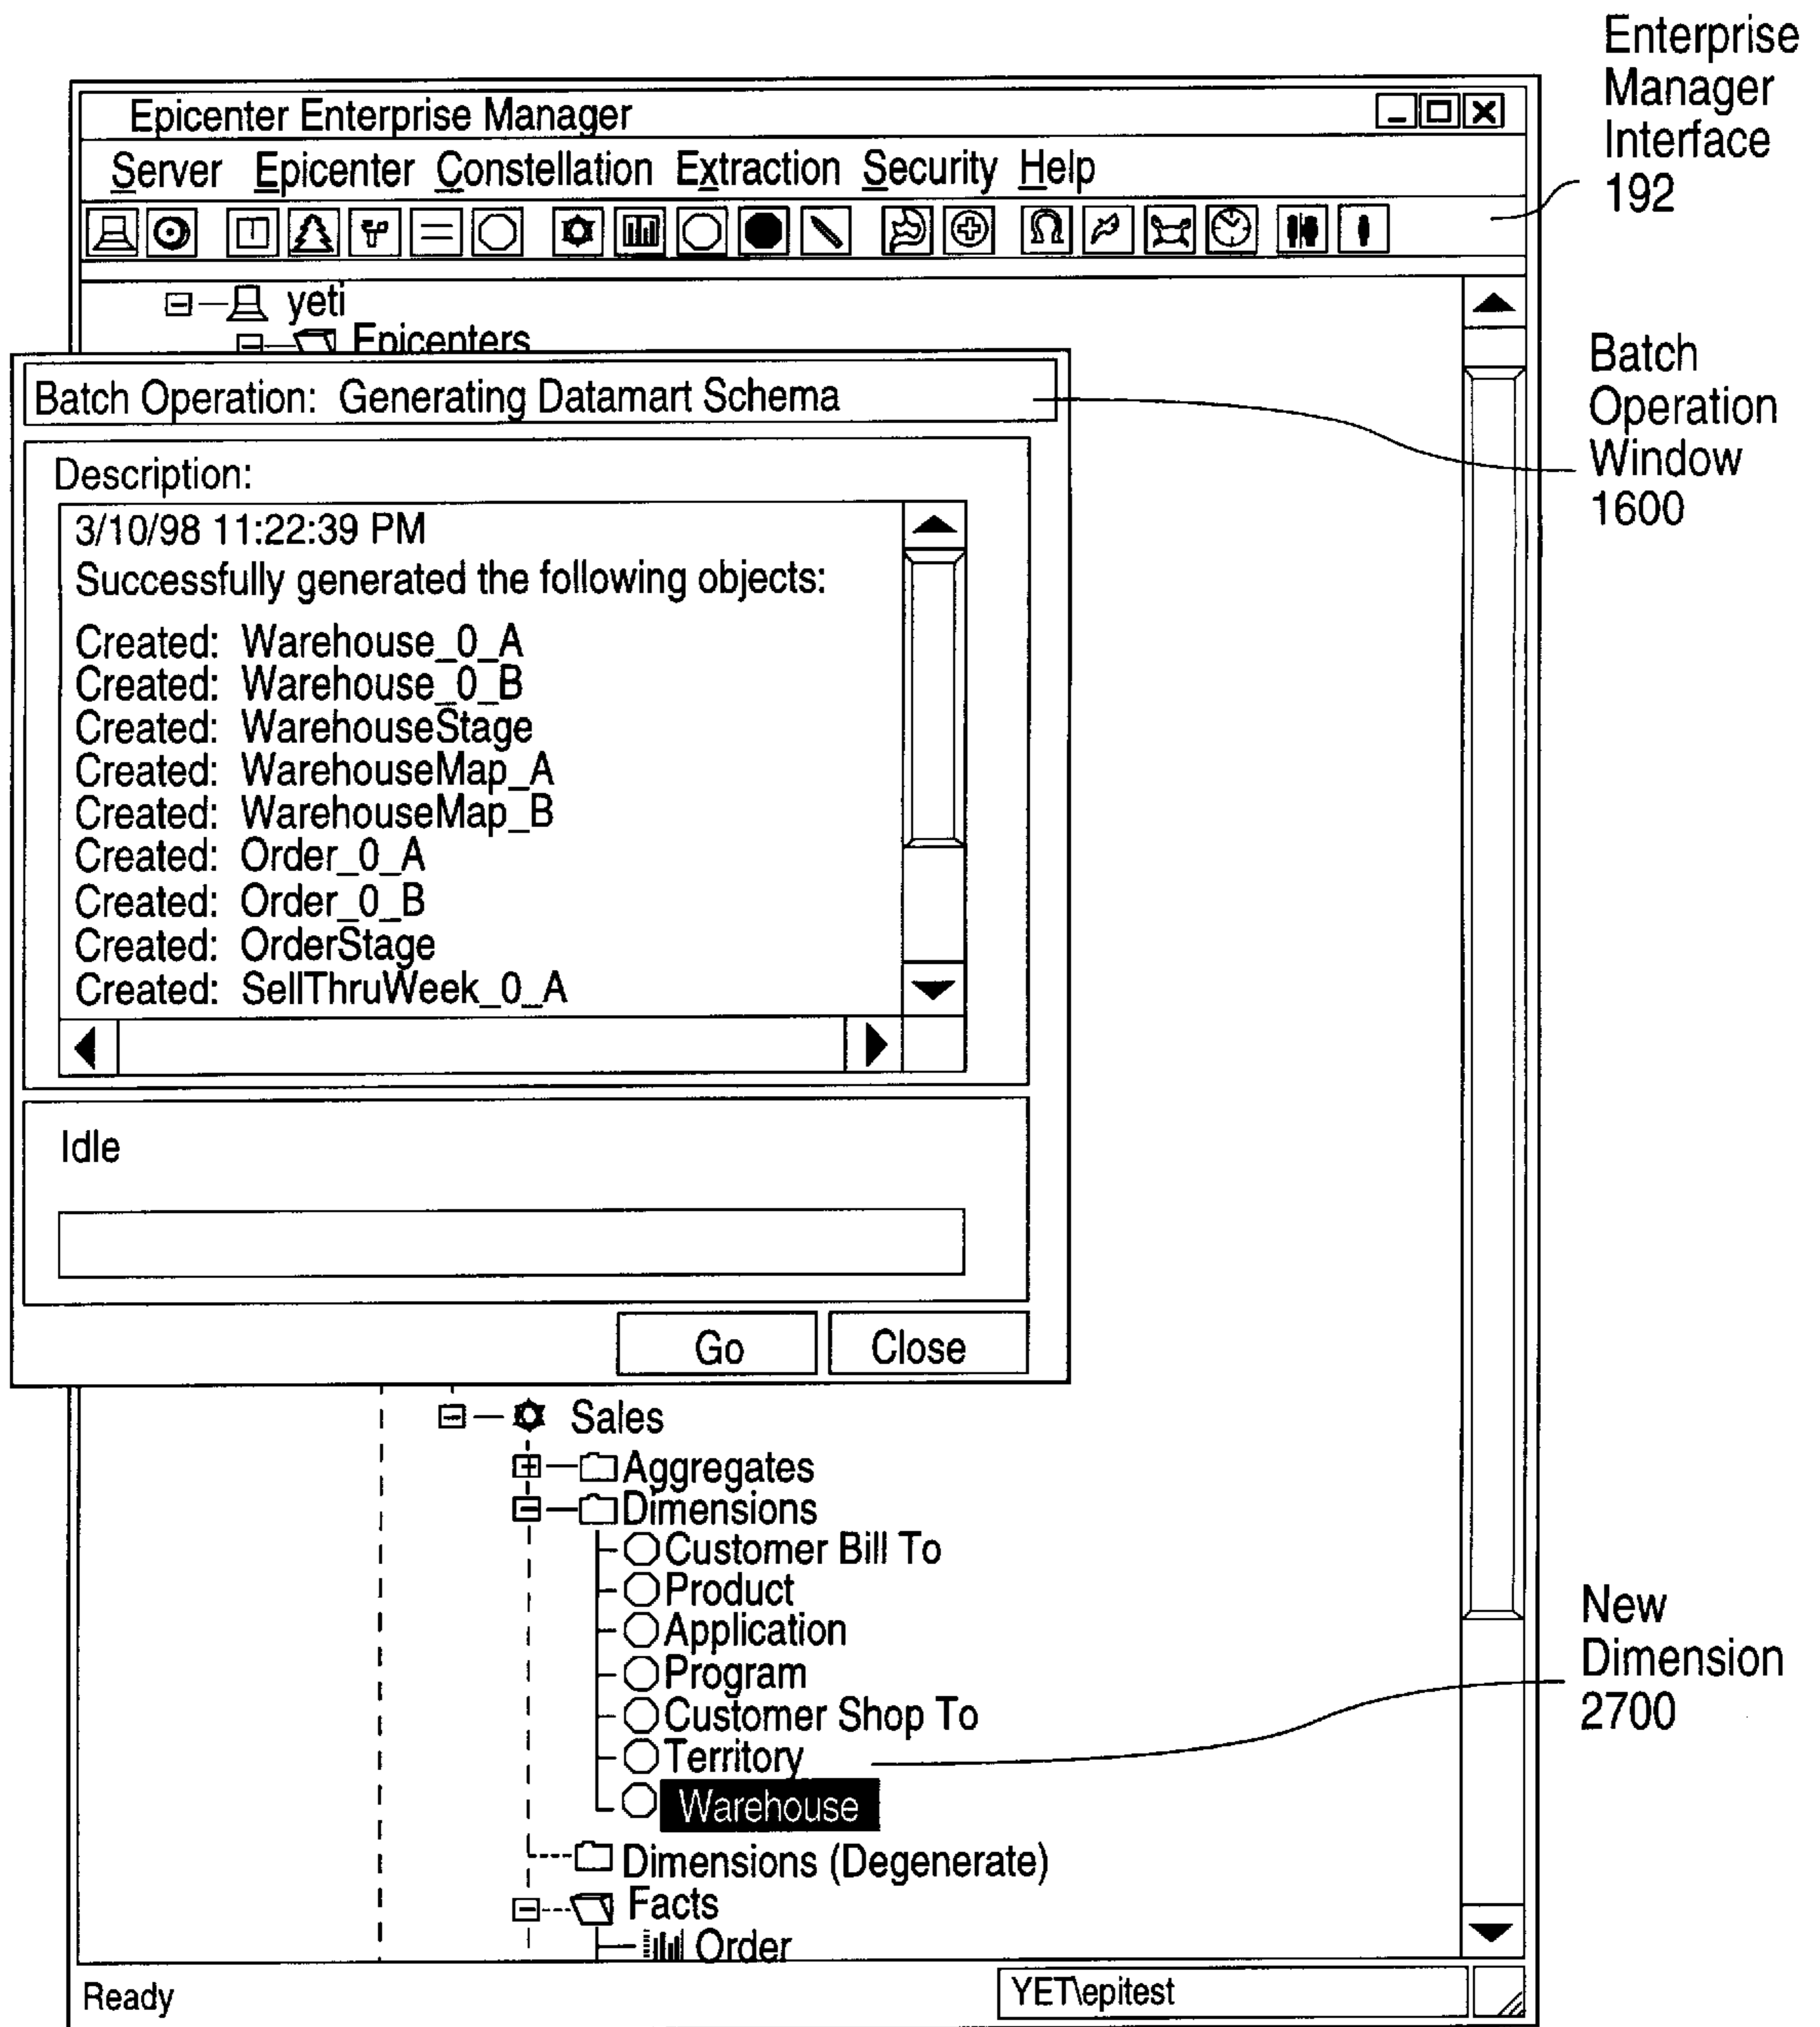 Enterprise
Manager
Interface
192
Epicenter Enterprise Manager
Server Epicenter Constellation Extraction Security Help
yeti
Epicenters
Batch
Operation
Window
1600
Batch Operation: Generating Datamart Schema
Description:
3/10/98 11:22:39 PM
Successfully generated the following objects:
Created: Warehouse_0_A
Created: Warehouse_0_B
Created: WarehouseStage
Created: WarehouseMap_A
Created: WarehouseMap_B
Created: Order_0_A
Created: Order_0_B
Created: OrderStage
Created: SellThruWeek_0_A
Idle
Go
Close
Sales
Aggregates
Dimensions
Customer Bill To
Product
Application
Program
Customer Shop To
Territory
Warehouse
New
Dimension
2700
Dimensions (Degenerate)
Facts
Order
Ready
YET\epitest